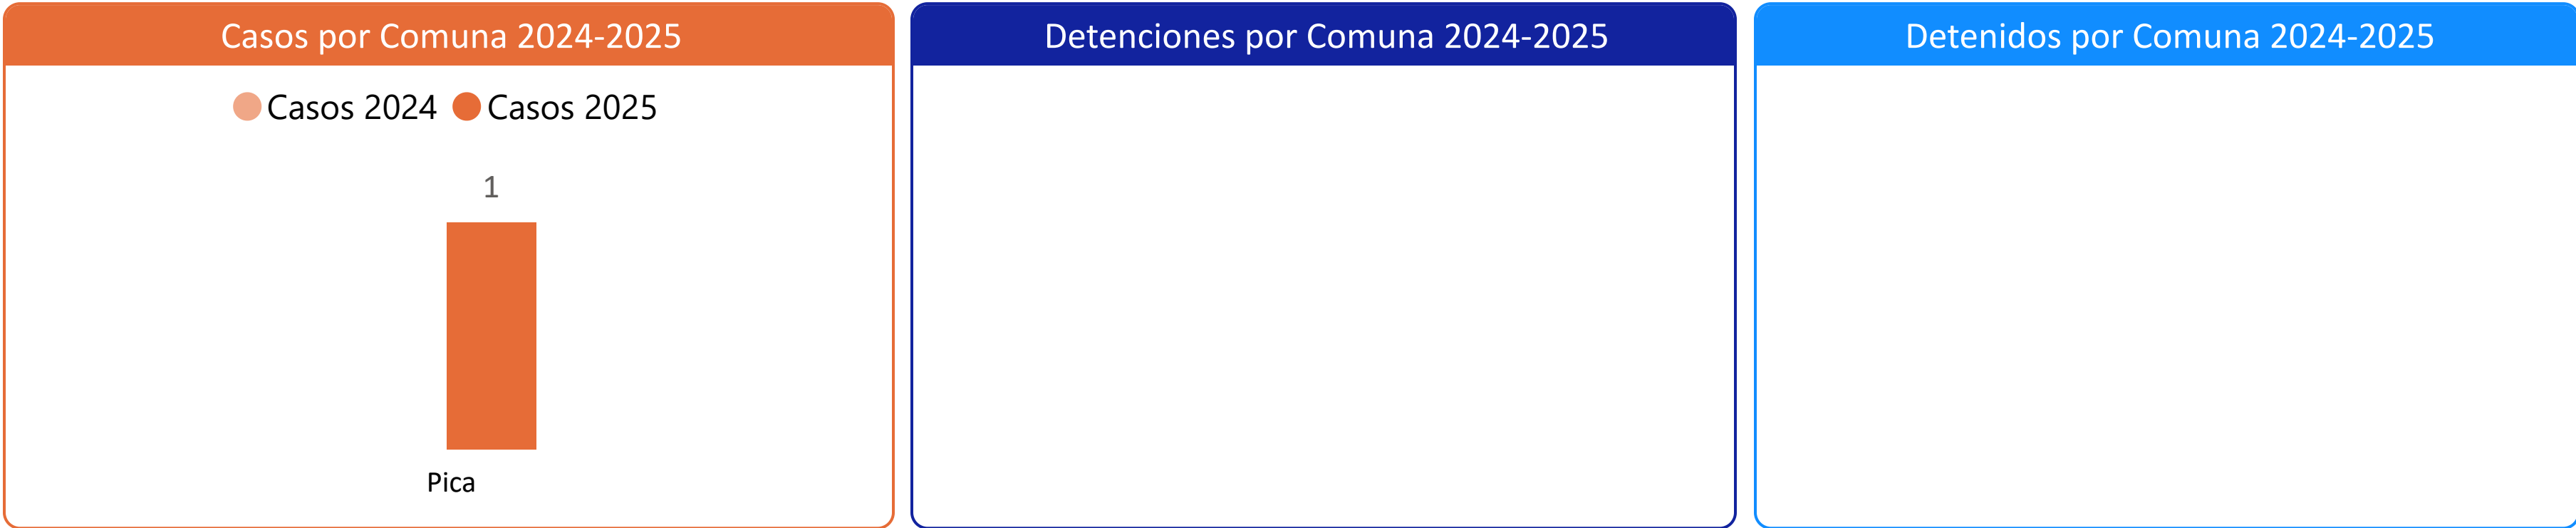 Casos por Comuna 2024-2025
Casos 2024 Casos 2025
1
Pica
Detenciones por Comuna 2024-2025
Detenidos por Comuna 2024-2025